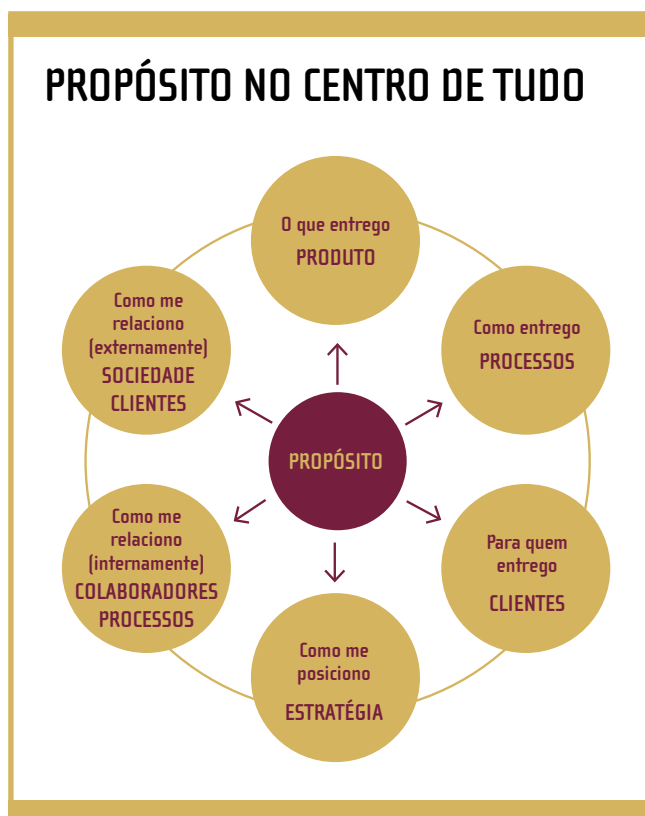 PROPÓSITO NO CENTRO DE TUDO
O que entrego
PRODUTO
Como entrego
PROCESSOS
Para quem
entrego
CLIENTES
Como me
posiciono
ESTRATÉGIA
Como me
relaciono
(internamente)
COLABORADORES
PROCESSOS
Como me
relaciono
(externamente)
SOCIEDADE
CLIENTES
PROPÓSITO